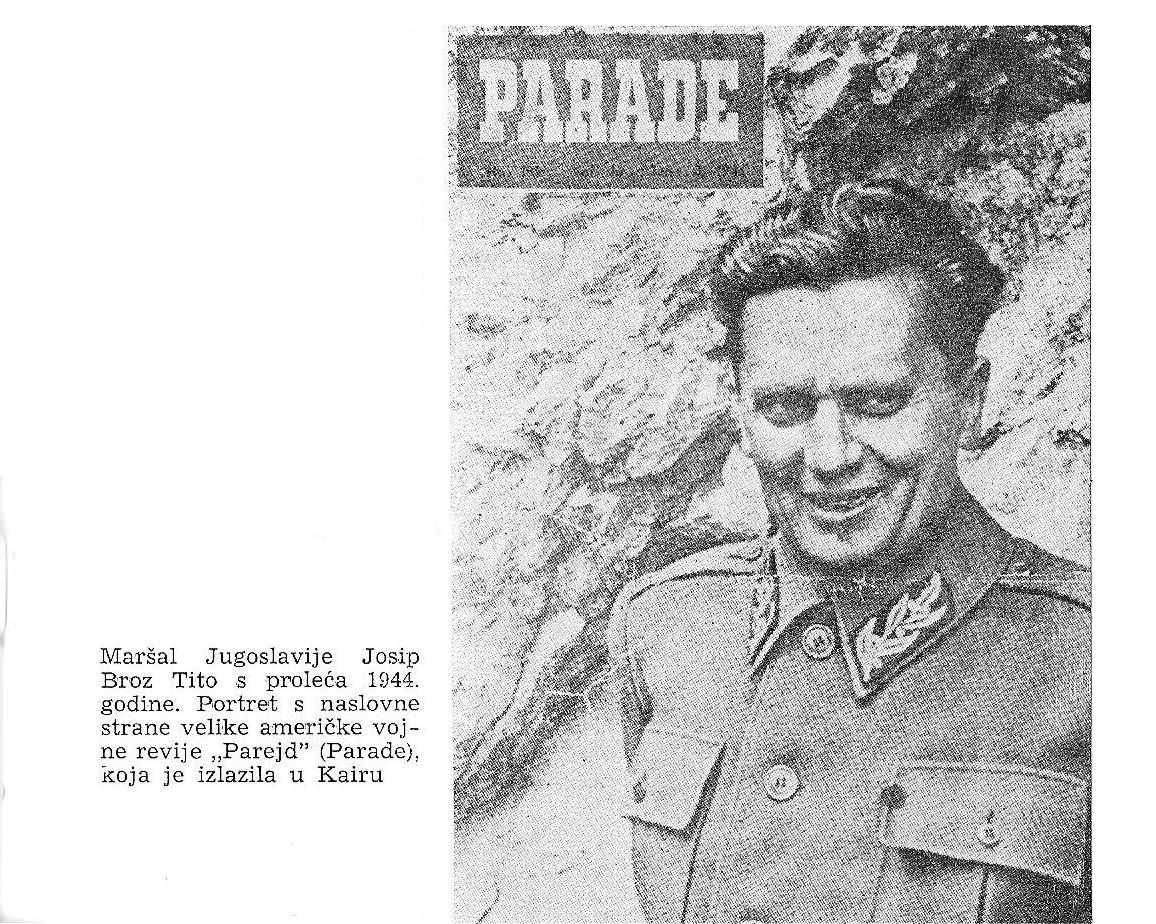 PARADE
Maršal Jugoslavije Josip
Broz Tito s proleća 1944.
godine. Portret s naslovne
strane velike američke voj-
ne revije „Parejd” (Parade),
koja je izlazila u Kairu